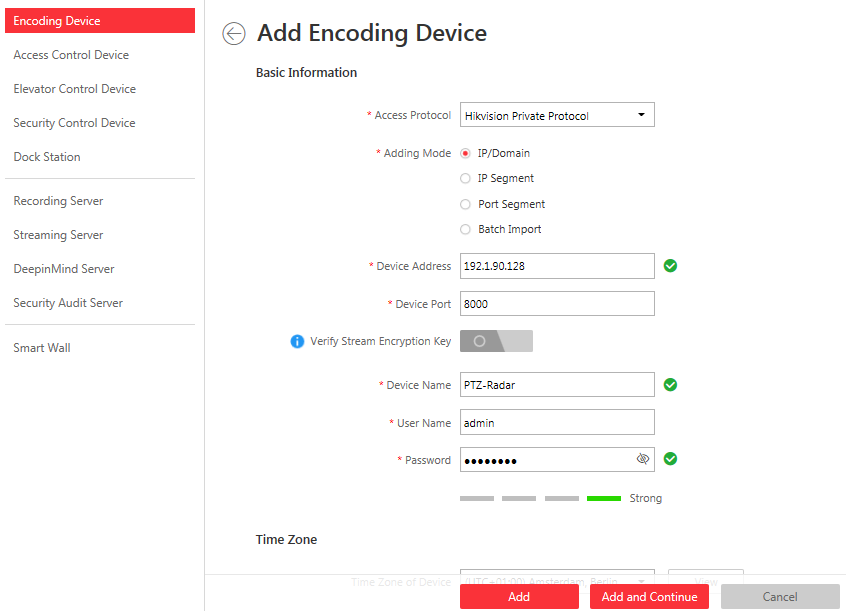 Encoding Device
Access Control Device
Elevator Control Device
Security Control Device
Dock Station
Recording Server
Streaming Server
DeepinMind Server
Security Audit Server
Smart Wall
Add Encoding Device
Basic Information
* Access Protocol Hikvision Private Protocol
* Adding Mode IP/Domain
IP Segment
Port Segment
Batch Import
* Device Address 192.1.90.128
* Device Port 8000
Verify Stream Encryption Key
* Device Name PTZ-Radar
* User Name admin
* Password ●●●●●●●●
Strong
Time Zone
Time Zone of Device (UTC+01:00) Amsterdam, Berlin View
Add Add and Continue Cancel